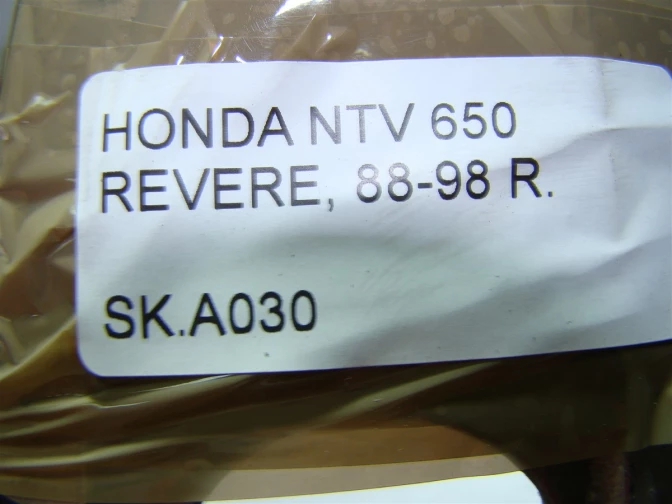 HONDA NTV 650
REVERE, 88-98 R.
SK.A030